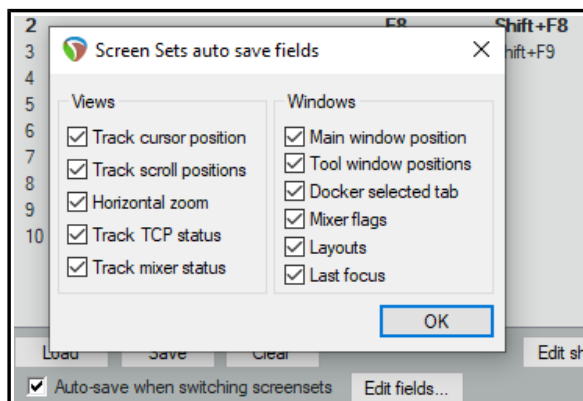 2 F8 Shift+F8
Screen Sets auto save fields
3 hift+F9
4
5
6
7
8
9
10
Views
Track cursor position
Track scroll positions
Horizontal zoom
Track TCP status
Track mixer status
Windows
Main window position
Tool window positions
Docker selected tab
Mixer flags
Layouts
Last focus
OK
Load Save Clear Edit sh
Auto-save when switching screensets Edit fields...